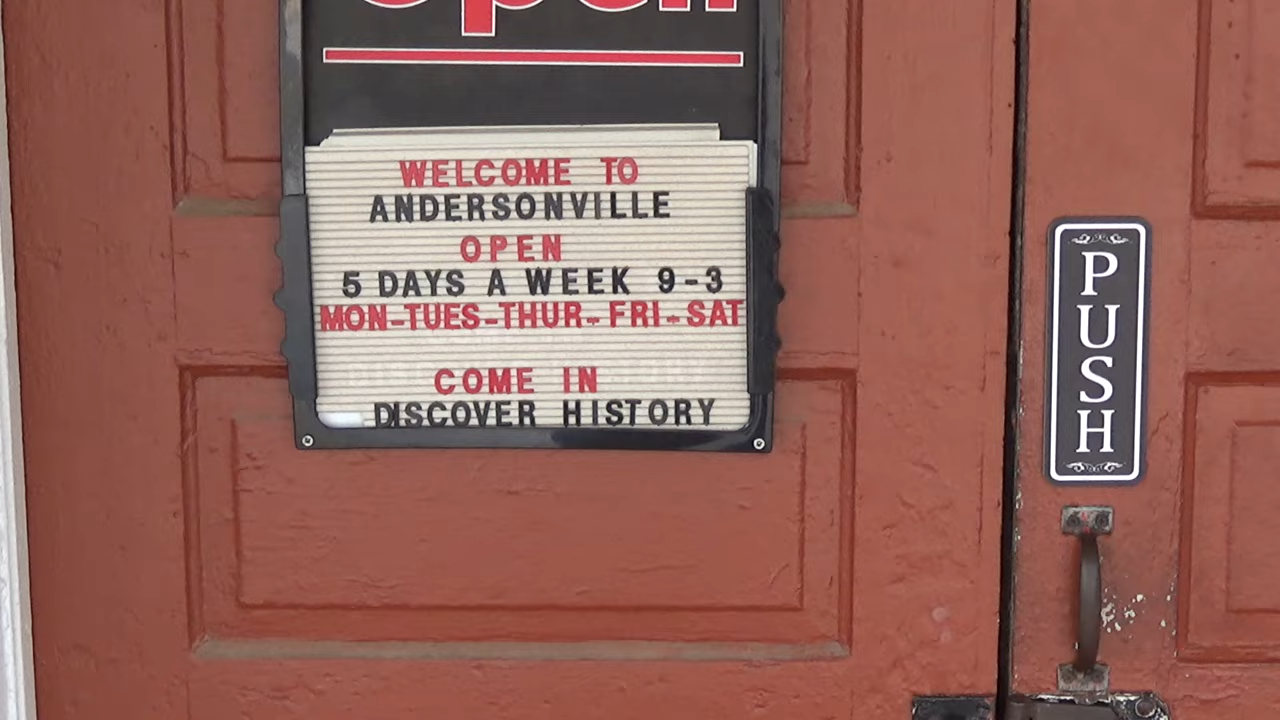 Open
WELCOME TO
ANDERSONVILLE
OPEN
5 DAYS A WEEK 9-3
MON-TUES-THUR-FRI-SAT
COME IN
DISCOVER HISTORY
PUSH